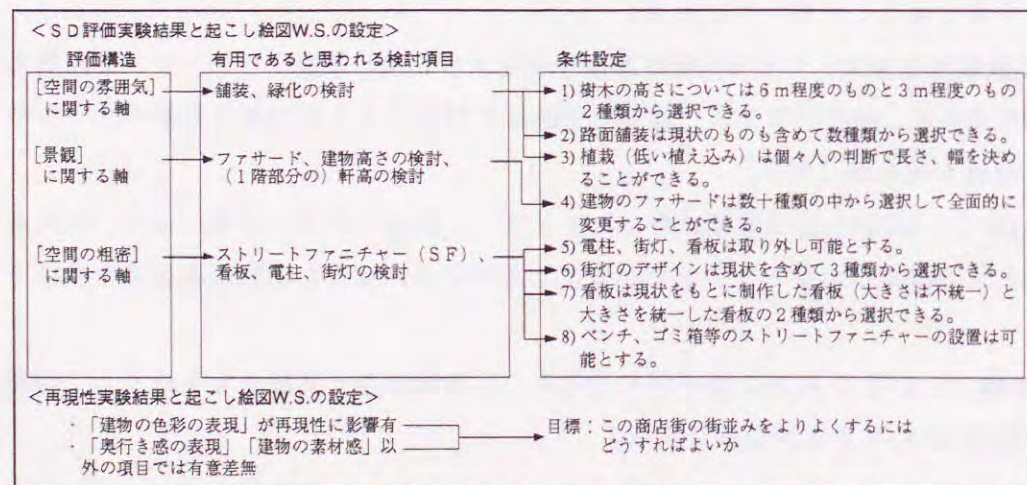 ＜ＳＤ評価実験結果と起こし絵図W.S.の設定＞
評価構造
有用であると思われる検討項目
条件設定
［空間の雰囲気］
に関する軸
舗装、緑化の検討
［景観］
に関する軸
ファサード、建物高さの検討、
（１階部分の）軒高の検討
［空間の粗密］
に関する軸
ストリートファニチャー（ＳＦ）、
看板、電柱、街灯の検討
1) 樹木の高さについては６ｍ程度のものと３ｍ程度のもの
２種類から選択できる。
2) 路面舗装は現状のものも含めて数種類から選択できる。
3) 植栽（低い植え込み）は個々人の判断で長さ、幅を決め
ることができる。
4) 建物のファサードは数十種類の中から選択して全面的に
変更することができる。
5) 電柱、街灯、看板は取り外し可能とする。
6) 街灯のデザインは現状を含めて３種類から選択できる。
7) 看板は現状をもとに制作した看板（大きさは不統一）と
大きさを統一した看板の２種類から選択できる。
8) ベンチ、ゴミ箱等のストリートファニチャーの設置は可
能とする。
＜再現性実験結果と起こし絵図W.S.の設定＞
・「建物の色彩の表現」が再現性に影響有
・「奥行き感の表現」「建物の素材感」以
外の項目では有意差無
目標：この商店街の街並みをよりよくするには
どうすればよいか